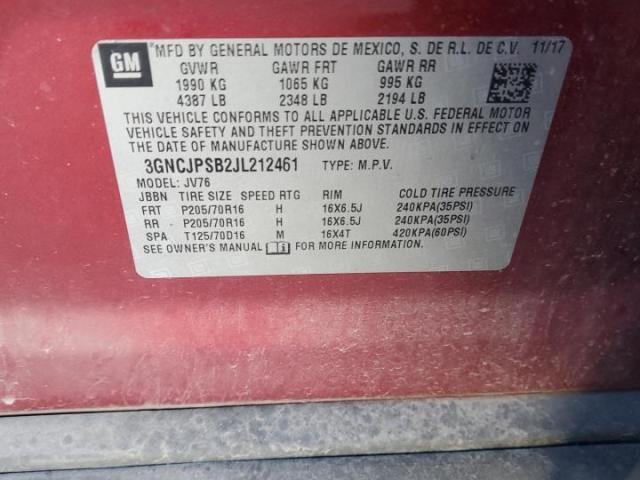 GM
*MFD BY GENERAL MOTORS DE MEXICO, S. DE R.L. DE C.V. 11/17
GVWR GAWR FRT GAWR RR
1990 KG 1065 KG 995 KG
4387 LB 2348 LB 2194 LB
THIS VEHICLE CONFORMS TO ALL APPLICABLE U.S. FEDERAL MOTOR
VEHICLE SAFETY AND THEFT PREVENTION STANDARDS IN EFFECT ON
THE DATE OF MANUFACTURE SHOWN ABOVE.
3GNCJPSB2JL212461 TYPE: M.P.V.
MODEL: JV76
JBBN TIRE SIZE SPEED RTG RIM COLD TIRE PRESSURE
FRT P205/70R16 H 16X6.5J 240KPA(35PSI)
RR P205/70R16 H 16X6.5J 240KPA(35PSI)
SPA T125/70D16 M 16X4T 420KPA(60PSI)
SEE OWNER'S MANUAL FOR MORE INFORMATION.